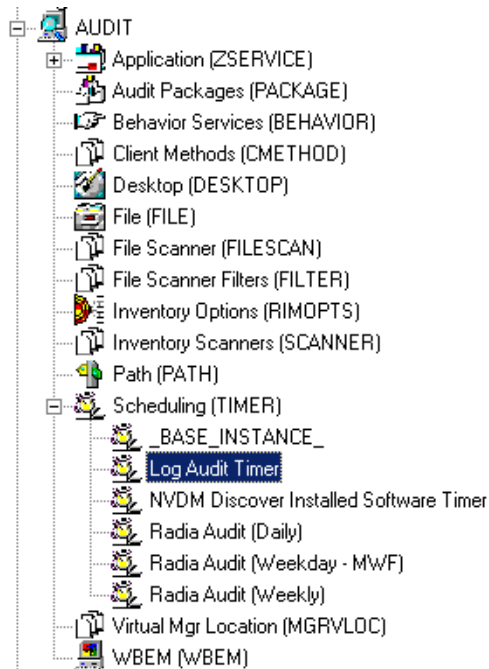 AUDIT
Application (ZSERVICE)
Audit Packages (PACKAGE)
Behavior Services (BEHAVIOR)
Client Methods (CMETHOD)
Desktop (DESKTOP)
File (FILE)
File Scanner (FILESCAN)
File Scanner Filters (FILTER)
Inventory Options (RIMOPTS)
Inventory Scanners (SCANNER)
Path (PATH)
Scheduling (TIMER)
_BASE_INSTANCE_
Log Audit Timer
NVDM Discover Installed Software Timer
Radia Audit (Daily)
Radia Audit (Weekday - MWF)
Radia Audit (Weekly)
Virtual Mgr Location (MGRVLOC)
WBEM (WBEM)